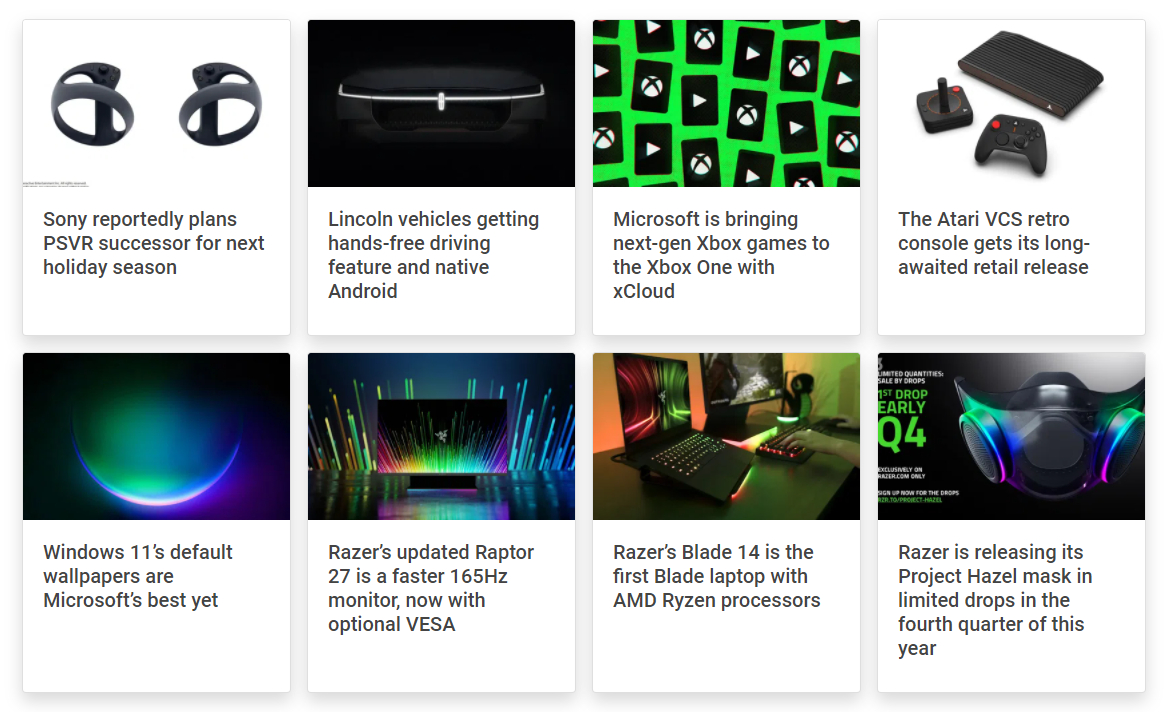 Sony reportedly plans
PSVR successor for next
holiday season
Lincoln vehicles getting
hands-free driving
feature and native
Android
Microsoft is bringing
next-gen Xbox games to
the Xbox One with
xCloud
The Atari VCS retro
console gets its long-
awaited retail release
Windows 11’s default
wallpapers are
Microsoft’s best yet
Razer’s updated Raptor
27 is a faster 165Hz
monitor, now with
optional VESA
Razer’s Blade 14 is the
first Blade laptop with
AMD Ryzen processors
LIMITED QUANTITIES:
SALE BY DROPS
1ST DROP
EARLY
Q4
EXCLUSIVELY ON
RAZER.COM ONLY
SIGN UP NOW FOR THE DROPS
RZR.TO/PROJECT-HAZEL
Razer is releasing its
Project Hazel mask in
limited drops in the
fourth quarter of this
year